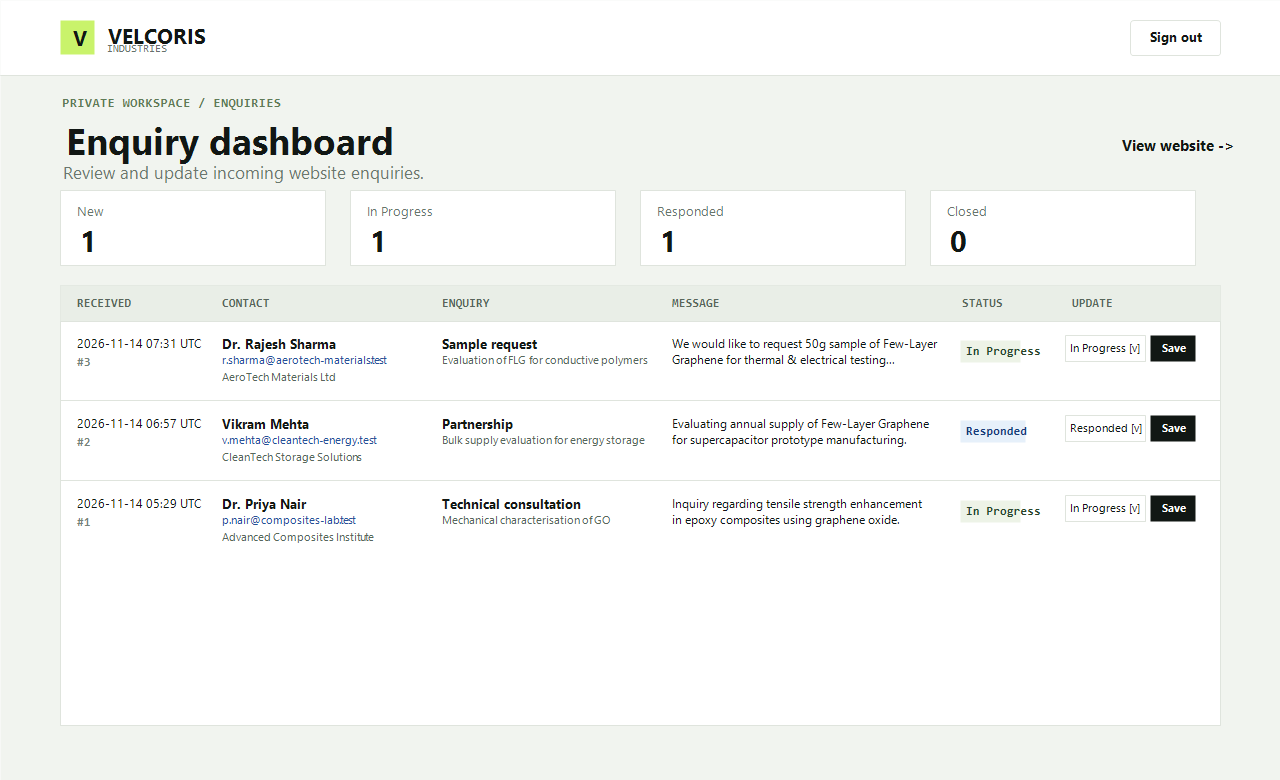 V VELCORIS
INDUSTRIES
Sign out
PRIVATE WORKSPACE / ENQUIRIES
Enquiry dashboard
View website ->
Review and update incoming website enquiries.
New
1
In Progress
1
Responded
1
Closed
0
RECEIVED CONTACT ENQUIRY MESSAGE STATUS UPDATE
2026-11-14 07:31 UTC
#3
Dr. Rajesh Sharma
r.sharma@aerotech-materials.test
AeroTech Materials Ltd
Sample request
Evaluation of FLG for conductive polymers
We would like to request 50g sample of Few-Layer
Graphene for thermal & electrical testing...
In Progress
In Progress [v]
Save
2026-11-14 06:57 UTC
#2
Vikram Mehta
v.mehta@cleantech-energy.test
CleanTech Storage Solutions
Partnership
Bulk supply evaluation for energy storage
Evaluating annual supply of Few-Layer Graphene
for supercapacitor prototype manufacturing.
Responded
Responded [v]
Save
2026-11-14 05:29 UTC
#1
Dr. Priya Nair
p.nair@composites-lab.test
Advanced Composites Institute
Technical consultation
Mechanical characterisation of GO
Inquiry regarding tensile strength enhancement
in epoxy composites using graphene oxide.
In Progress
In Progress [v]
Save